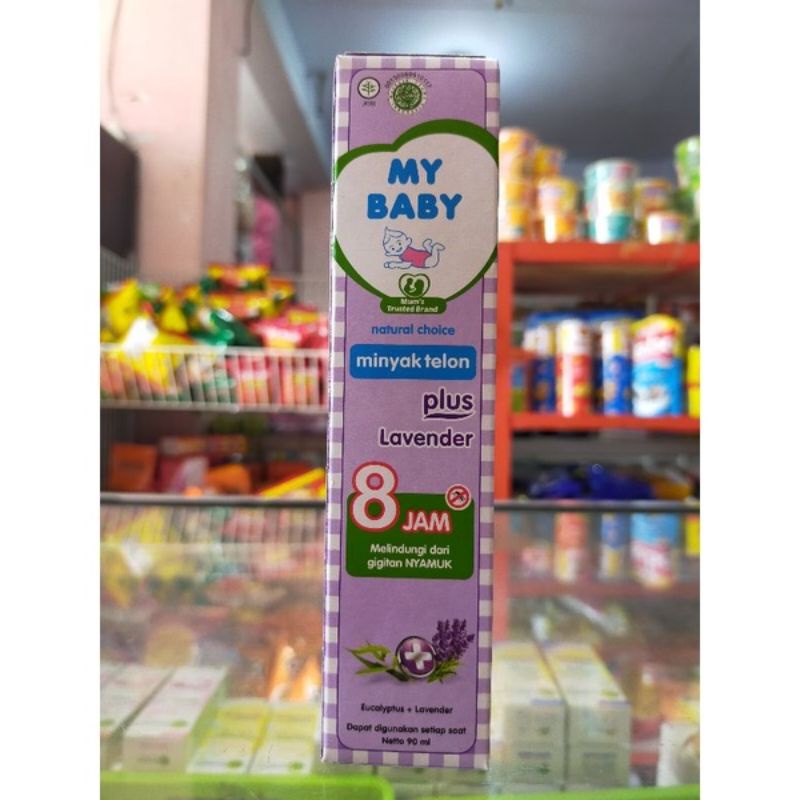 JAMU
MY
BABY
Mum's
Trusted Brand
natural choice
minyak telon
plus
Lavender
8 JAM
Melindungi dari
gigitan NYAMUK
Eucalyptus + Lavender
Dapat digunakan setiap saat
Netto 90 ml